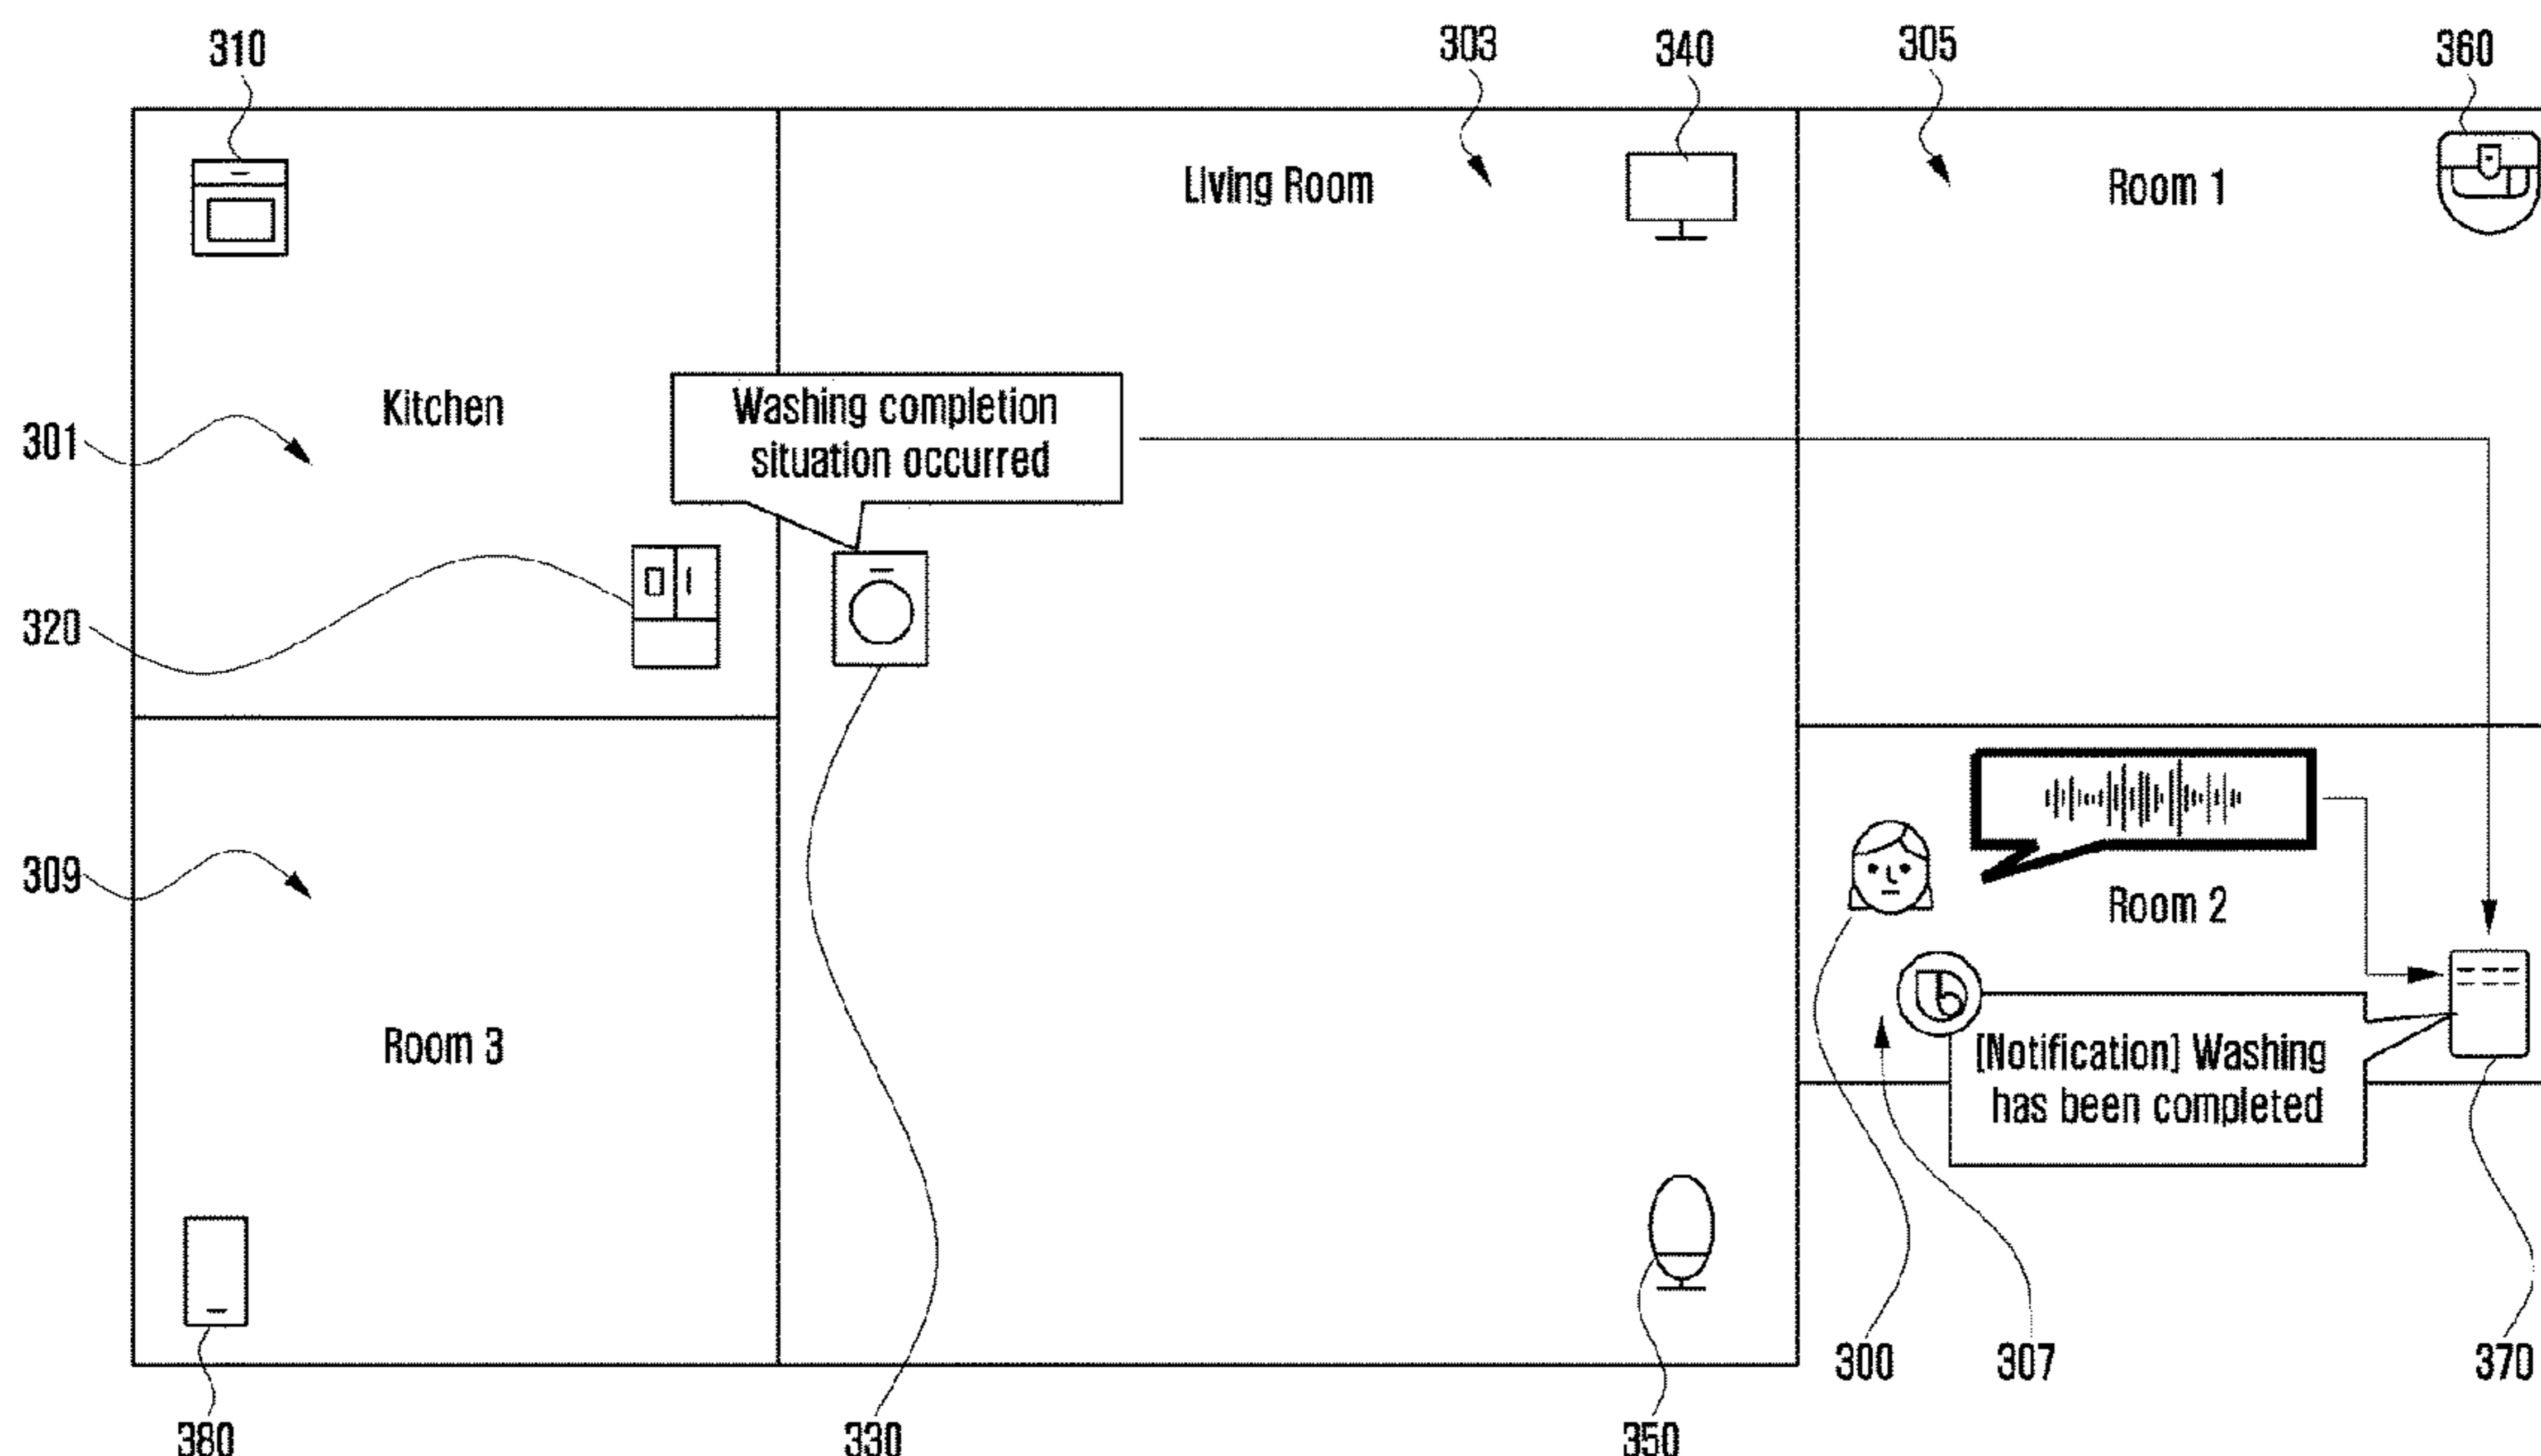 310
303
340
305
360
Living Room
Room 1
Kitchen
Washing completion
situation occurred
301
320
309
Room 2
Room 3
[Notification] Washing
has been completed
300
307
370
380
330
350